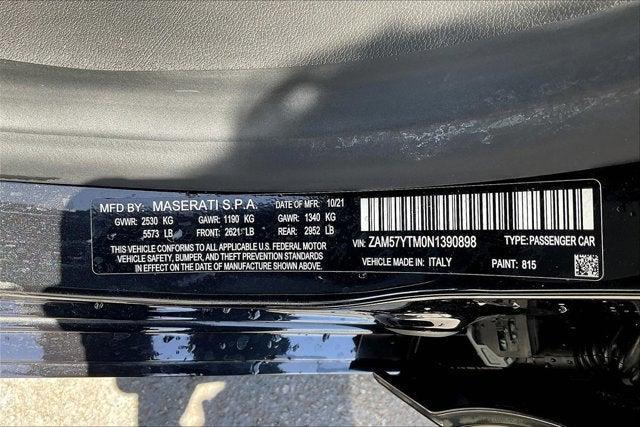 MFD BY: MASERATI S.P.A. DATE OF MFR. 10/21
GVWR: 2530 KG GAWR: 1190 KG GAWR: 1340 KG
5573 LB FRONT: 2621 LB REAR: 2952 LB
THIS VEHICLE CONFORMS TO ALL APPLICABLE U.S. FEDERAL MOTOR
VEHICLE SAFETY, BUMPER, AND THEFT PREVENTION STANDARDS
IN EFFECT ON THE DATE OF MANUFACTURE SHOWN ABOVE.
VIN: ZAM57YTM0N1390898 TYPE: PASSENGER CAR
VEHICLE MADE IN: ITALY PAINT: 815